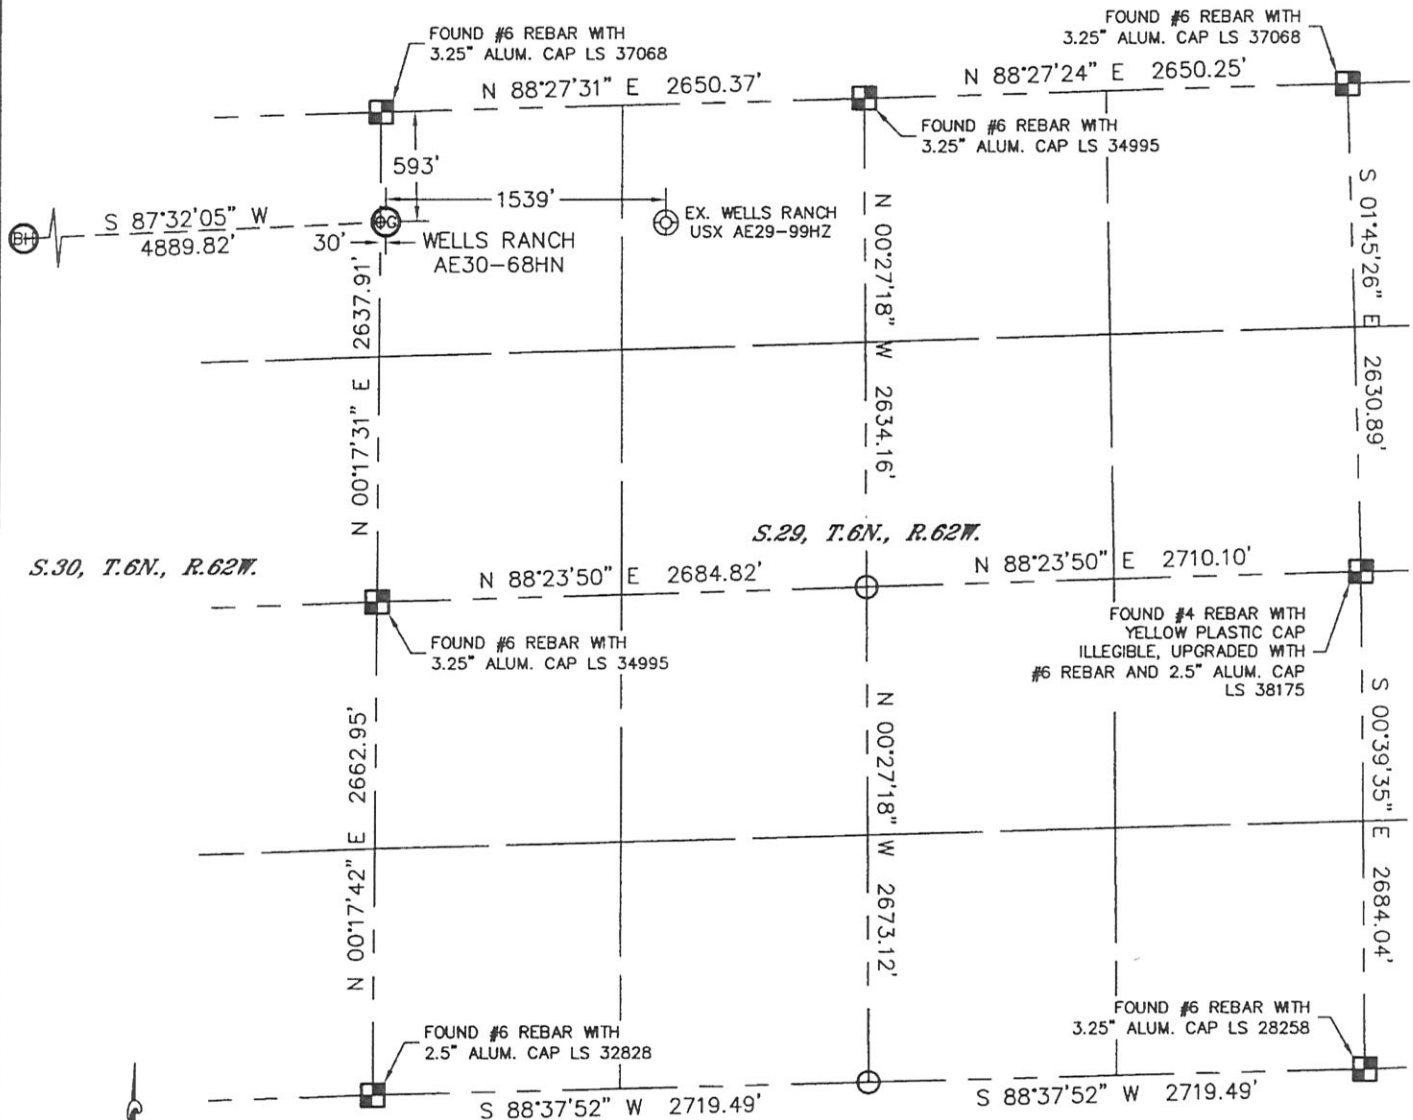 FOUND #6 REBAR WITH
3.25" ALUM. CAP LS 37068
FOUND #6 REBAR WITH
3.25" ALUM. CAP LS 37068
N 88°27'31" E 2650.37'
N 88°27'24" E 2650.25'
FOUND #6 REBAR WITH
3.25" ALUM. CAP LS 34995
593'
1539'
EX. WELLS RANCH
USX AE29-99HZ
BH
S 87°32'05" W
4889.82'
G
30'
WELLS RANCH
AE30-68HN
N 00°17'31" E 2637.91'
N 00°27'18" W 2634.16'
S 01°45'26" E 2630.89'
S.30, T.6N., R.62W.
S.29, T.6N., R.62W.
N 88°23'50" E 2684.82'
N 88°23'50" E 2710.10'
FOUND #6 REBAR WITH
3.25" ALUM. CAP LS 34995
FOUND #4 REBAR WITH
YELLOW PLASTIC CAP
ILLEGIBLE, UPGRADED WITH
#6 REBAR AND 2.5" ALUM. CAP
LS 38175
N 00°17'42" E 2662.95'
N 00°27'18" W 2673.12'
S 00°39'35" E 2684.04'
FOUND #6 REBAR WITH
2.5" ALUM. CAP LS 32828
FOUND #6 REBAR WITH
3.25" ALUM. CAP LS 28258
S 88°37'52" W 2719.49'
S 88°37'52" W 2719.49'